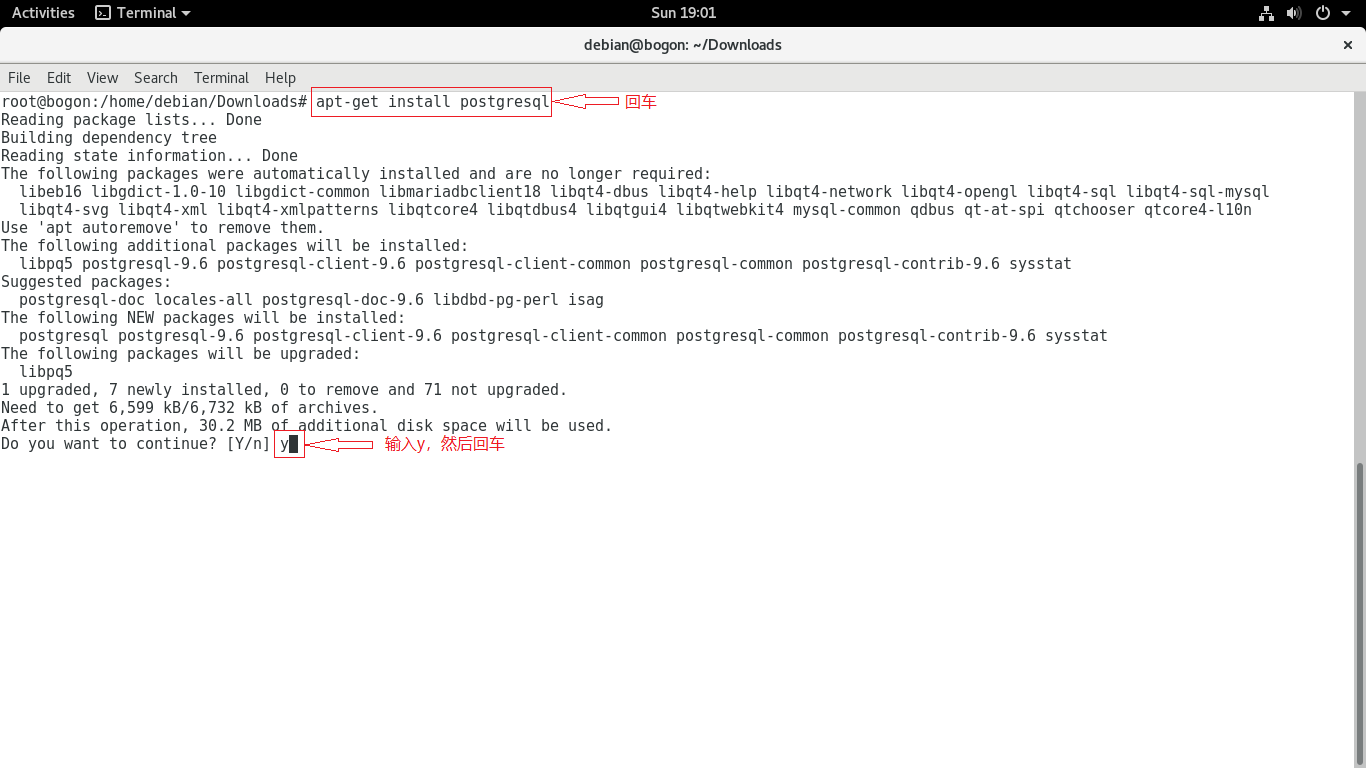 Activities Terminal Sun 19:01
debian@bogon: ~/Downloads ×
File Edit View Search Terminal Help
root@bogon:/home/debian/Downloads# apt-get install postgresql 回车
Reading package lists... Done
Building dependency tree
Reading state information... Done
The following packages were automatically installed and are no longer required:
  libeb16 libgdict-1.0-10 libgdict-common libmariadbclient18 libqt4-dbus libqt4-help libqt4-network libqt4-opengl libqt4-sql libqt4-sql-mysql
  libqt4-svg libqt4-xml libqt4-xmlpatterns libqtcore4 libqtdbus4 libqtgui4 libqtwebkit4 mysql-common qdbus qt-at-spi qtchooser qtcore4-l10n
Use 'apt autoremove' to remove them.
The following additional packages will be installed:
  libpq5 postgresql-9.6 postgresql-client-9.6 postgresql-client-common postgresql-common postgresql-contrib-9.6 sysstat
Suggested packages:
  postgresql-doc locales-all postgresql-doc-9.6 libdbd-pg-perl isag
The following NEW packages will be installed:
  postgresql postgresql-9.6 postgresql-client-9.6 postgresql-client-common postgresql-common postgresql-contrib-9.6 sysstat
The following packages will be upgraded:
  libpq5
1 upgraded, 7 newly installed, 0 to remove and 71 not upgraded.
Need to get 6,599 kB/6,732 kB of archives.
After this operation, 30.2 MB of additional disk space will be used.
Do you want to continue? [Y/n] y 输入y，然后回车